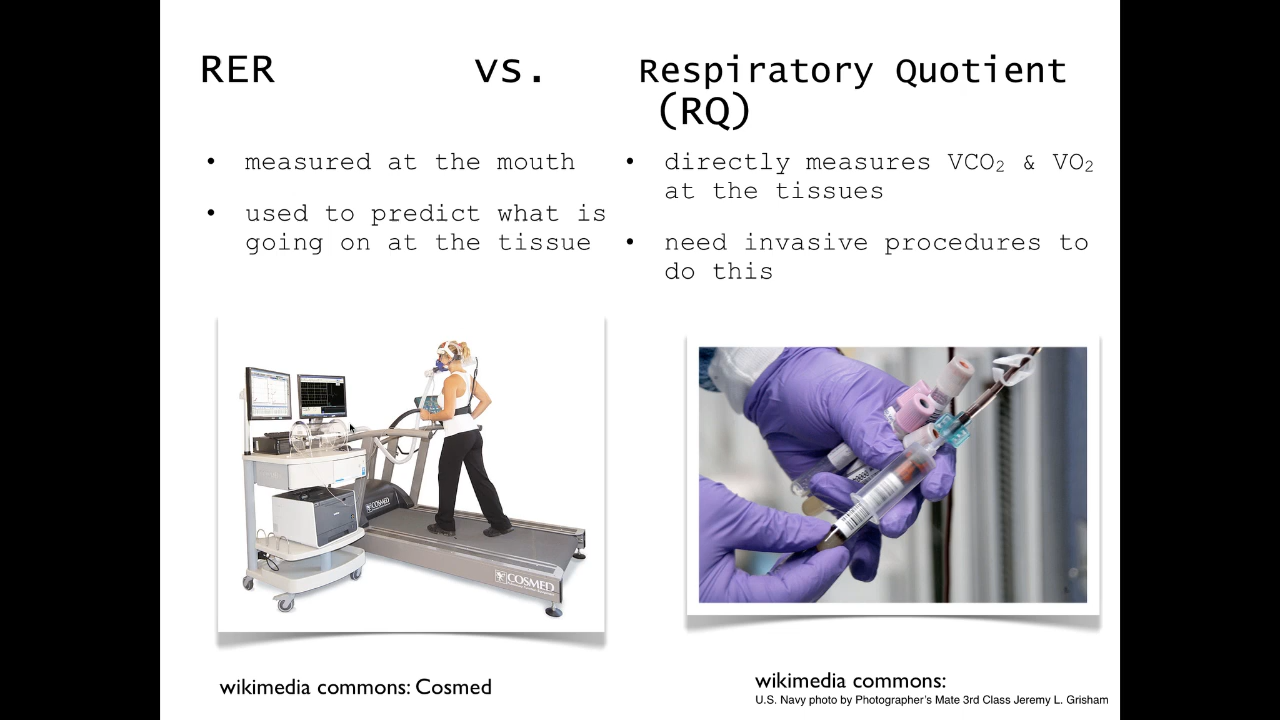 RER vs. Respiratory Quotient
(RQ)
• measured at the mouth
• used to predict what is
going on at the tissue
• directly measures VCO₂ & VO₂
at the tissues
• need invasive procedures to
do this
COSMED
COSMED
wikimedia commons: Cosmed
wikimedia commons:
U.S. Navy photo by Photographer's Mate 3rd Class Jeremy L. Grisham